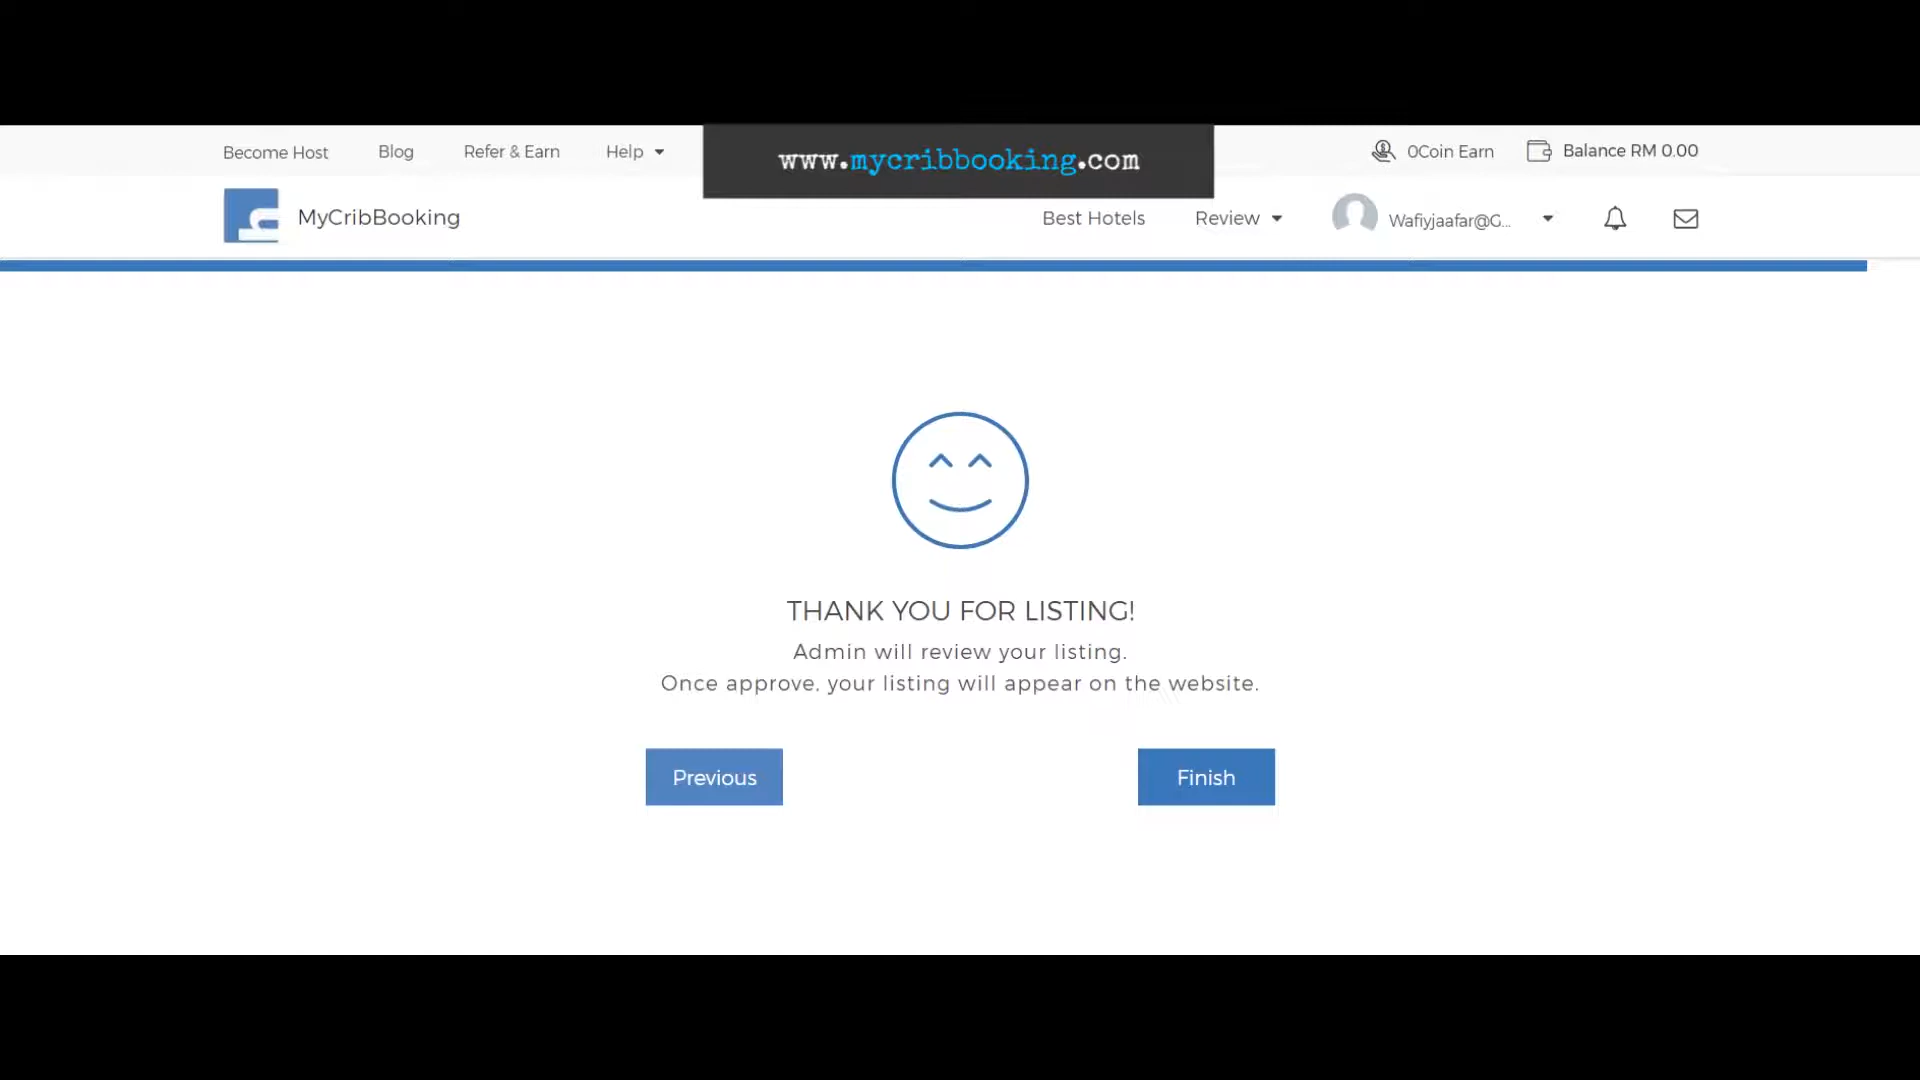 Become Host Blog Refer & Earn Help www.mycribbooking.com 0Coin Earn Balance RM 0.00
MyCribBooking Best Hotels Review Wafiyjaafar@G...
THANK YOU FOR LISTING!
Admin will review your listing.
Once approve, your listing will appear on the website.
Previous Finish